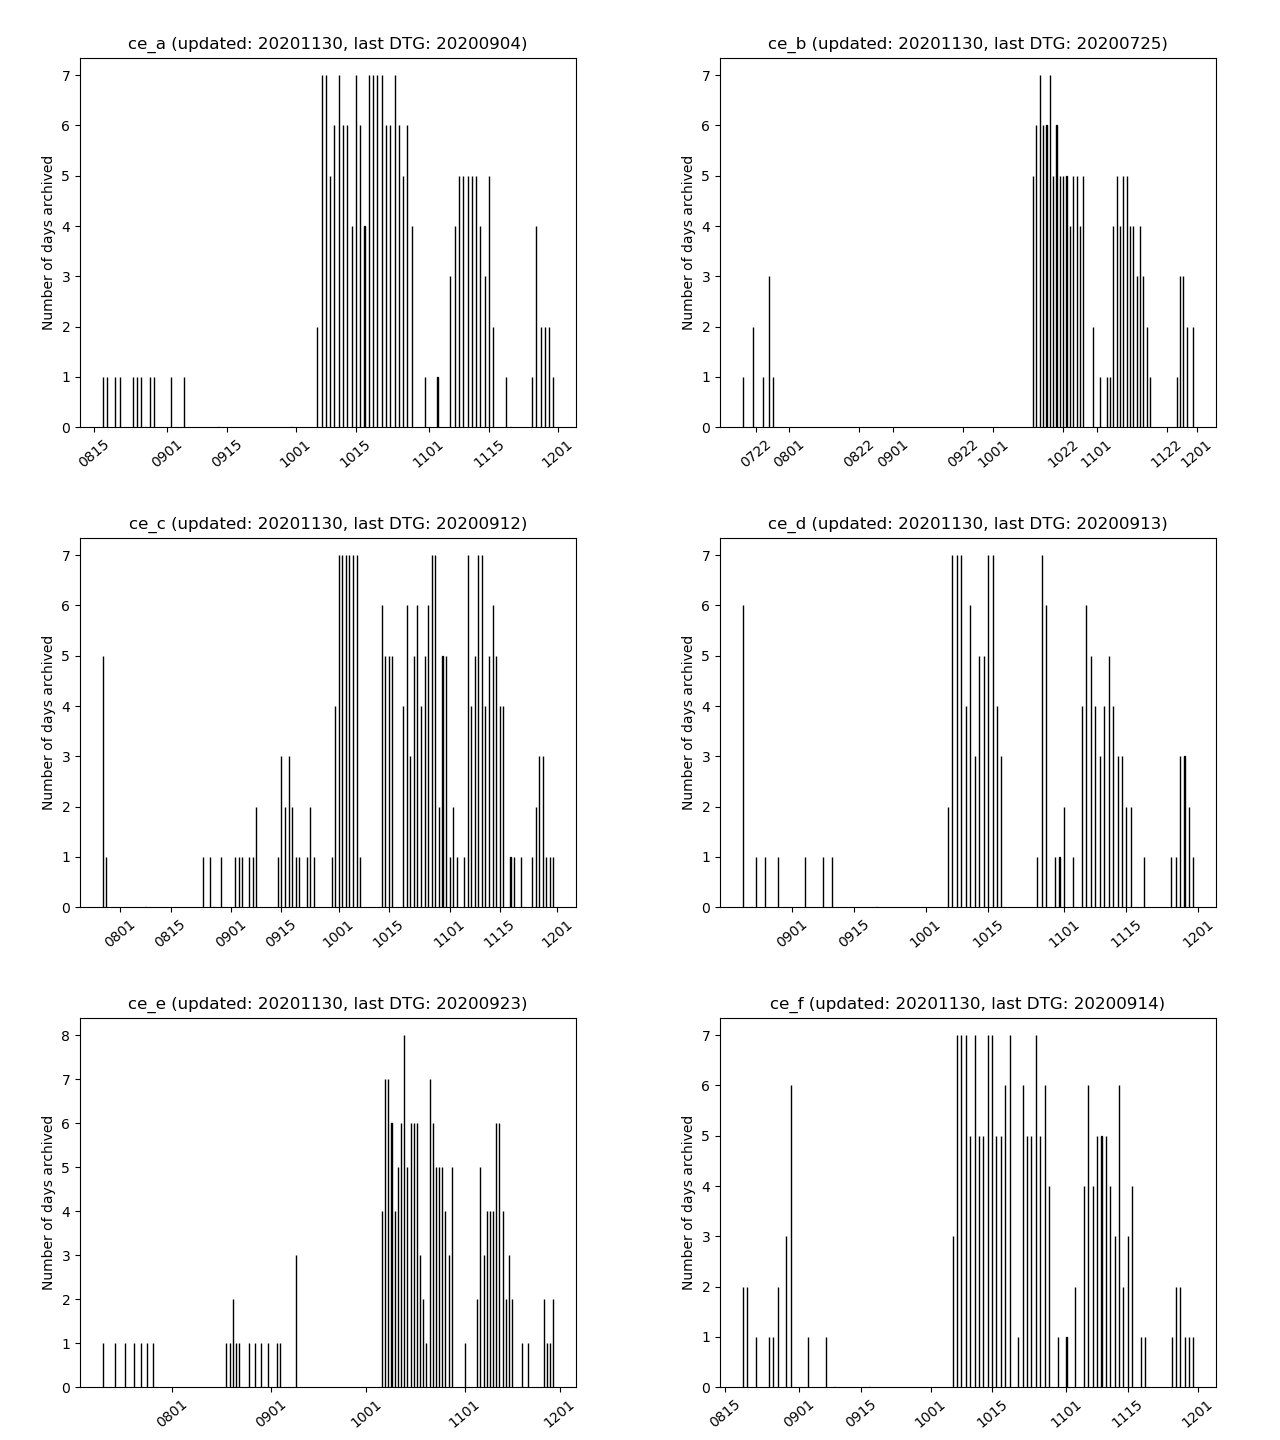 ce_a (updated: 20201130, last DTG: 20200904)
Number of days archived
7
6
5
4
3
2
1
0
0815 0901 0915 1001 1015 1101 1115 1201
ce_b (updated: 20201130, last DTG: 20200725)
Number of days archived
7
6
5
4
3
2
1
0
0722 0801 0822 0901 0922 1001 1022 1101 1122 1201
ce_c (updated: 20201130, last DTG: 20200912)
Number of days archived
7
6
5
4
3
2
1
0
0801 0815 0901 0915 1001 1015 1101 1115 1201
ce_d (updated: 20201130, last DTG: 20200913)
Number of days archived
7
6
5
4
3
2
1
0
0901 0915 1001 1015 1101 1115 1201
ce_e (updated: 20201130, last DTG: 20200923)
Number of days archived
8
7
6
5
4
3
2
1
0
0801 0901 1001 1101 1201
ce_f (updated: 20201130, last DTG: 20200914)
Number of days archived
7
6
5
4
3
2
1
0
0815 0901 0915 1001 1015 1101 1115 1201